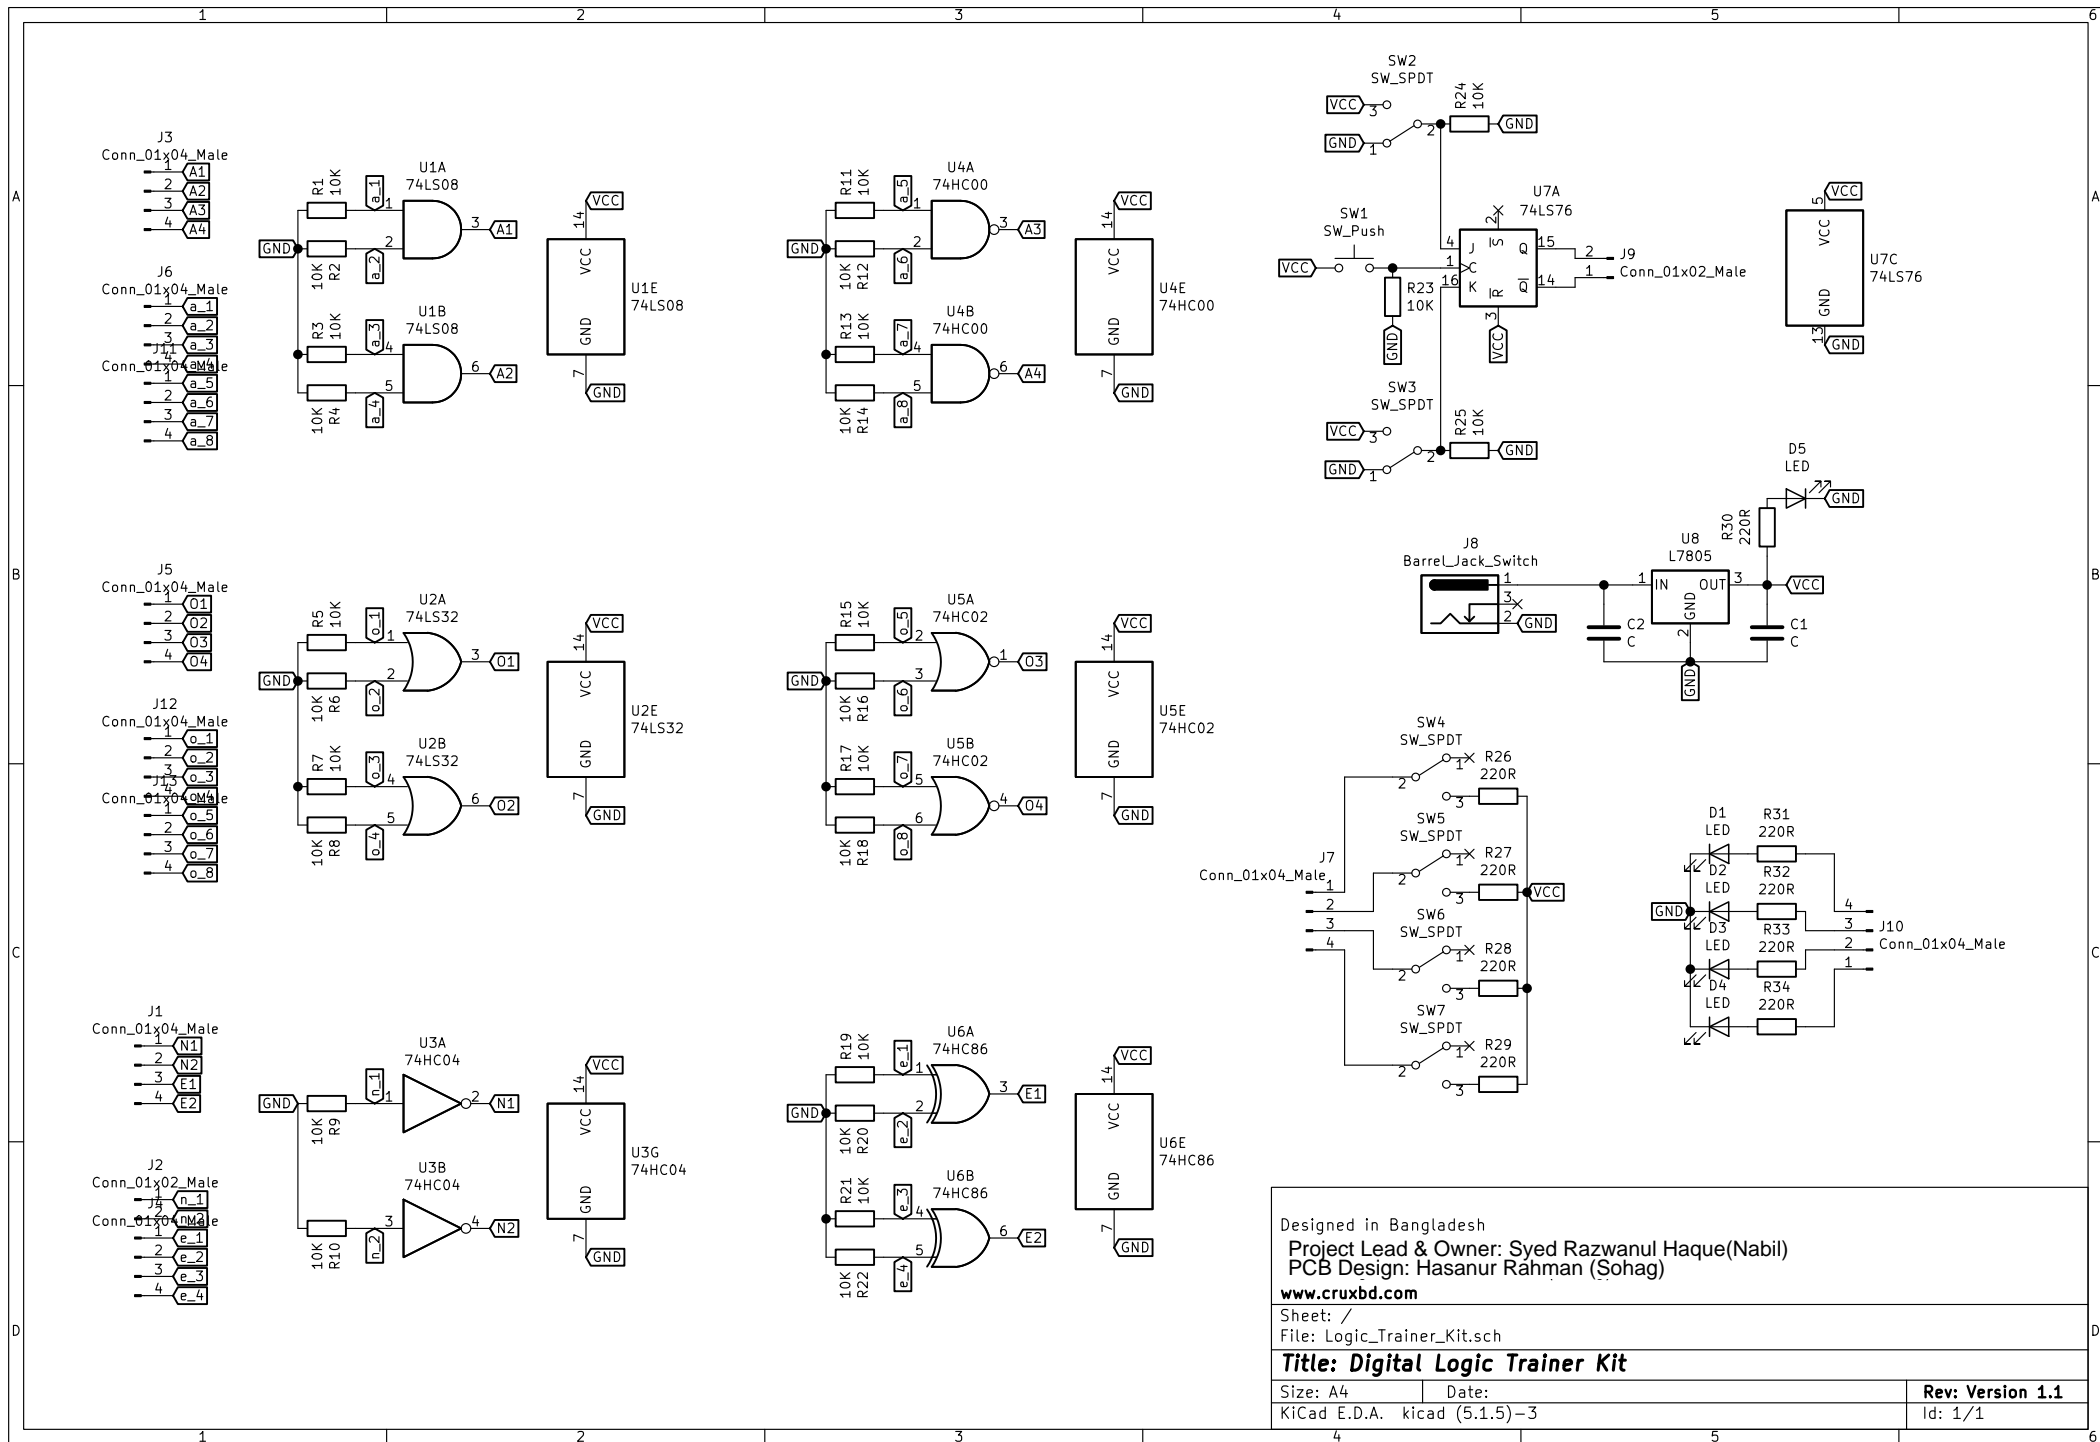 1 2 3 4 5 6
A
B
C
D
J3
Conn_01x04_Male
1 A1
2 A2
3 A3
4 A4
J6
Conn_01x04_Male
1 a_1
2 a_2
3 a_3
4 a_4
J11
Conn_01x04_Male
1 a_5
2 a_6
3 a_7
4 a_8
GND
R1 10K a_1
10K R2 a_2
R3 10K a_3
10K R4 a_4
U1A
74LS08
1 2 3 A1
U1B
74LS08
4 5 6 A2
VCC
14
VCC
GND
7
GND
U1E
74LS08
GND
R11 10K a_5
10K R12 a_6
R13 10K a_7
10K R14 a_8
U4A
74HC00
1 2 3 A3
U4B
74HC00
4 5 6 A4
VCC
14
VCC
GND
7
GND
U4E
74HC00
SW2
SW_SPDT
VCC 3
GND 1
2
R24 10K
GND
SW1
SW_Push
VCC
R23
10K
GND
U7A
74LS76
2 S
4 J Q 15
1 C
16 K Q 14
R 3
VCC
2 J9
1 Conn_01x02_Male
SW3
SW_SPDT
VCC 3
GND 1
2
R25 10K
GND
VCC
5
VCC
GND
13
GND
U7C
74LS76
D5
LED
GND
R30
220R
J8
Barrel_Jack_Switch
1
3
2
GND
U8
L7805
1 IN OUT 3
GND
2
VCC
C2
C
C1
C
GND
J5
Conn_01x04_Male
1 O1
2 O2
3 O3
4 O4
J12
Conn_01x04_Male
1 o_1
2 o_2
3 o_3
4 o_4
J13
Conn_01x04_Male
1 o_5
2 o_6
3 o_7
4 o_8
GND
R5 10K o_1
10K R6 o_2
R7 10K o_3
10K R8 o_4
U2A
74LS32
1 2 3 O1
U2B
74LS32
4 5 6 O2
VCC
14
VCC
GND
7
GND
U2E
74LS32
GND
R15 10K o_5
10K R16 o_6
R17 10K o_7
10K R18 o_8
U5A
74HC02
2 3 1 O3
U5B
74HC02
5 6 4 O4
VCC
14
VCC
GND
7
GND
U5E
74HC02
J7
Conn_01x04_Male
1
2
3
4
SW4
SW_SPDT
1 2 3
R26
220R
SW5
SW_SPDT
1 2 3
R27
220R
VCC
SW6
SW_SPDT
1 2 3
R28
220R
SW7
SW_SPDT
1 2 3
R29
220R
D1
LED
R31
220R
D2
LED
R32
220R
GND
D3
LED
R33
220R
D4
LED
R34
220R
4
3 J10
2 Conn_01x04_Male
1
J1
Conn_01x04_Male
1 N1
2 N2
3 E1
4 E2
J2
Conn_01x02_Male
1 n_1
2 n_2
J4
Conn_01x04_Male
1 e_1
2 e_2
3 e_3
4 e_4
GND
10K R9 n_1
10K R10 n_2
U3A
74HC04
1 2 N1
U3B
74HC04
3 4 N2
VCC
14
VCC
GND
7
GND
U3G
74HC04
GND
R19 10K e_1
10K R20 e_2
R21 10K e_3
10K R22 e_4
U6A
74HC86
1 2 3 E1
U6B
74HC86
4 5 6 E2
VCC
14
VCC
GND
7
GND
U6E
74HC86
Designed in Bangladesh
Project Lead & Owner: Syed Razwanul Haque(Nabil)
PCB Design: Hasanur Rahman (Sohag)
www.cruxbd.com
Sheet: /
File: Logic_Trainer_Kit.sch
Title: Digital Logic Trainer Kit
Size: A4 Date: Rev: Version 1.1
KiCad E.D.A. kicad (5.1.5)-3 Id: 1/1
A
B
C
D
1 2 3 4 5 6